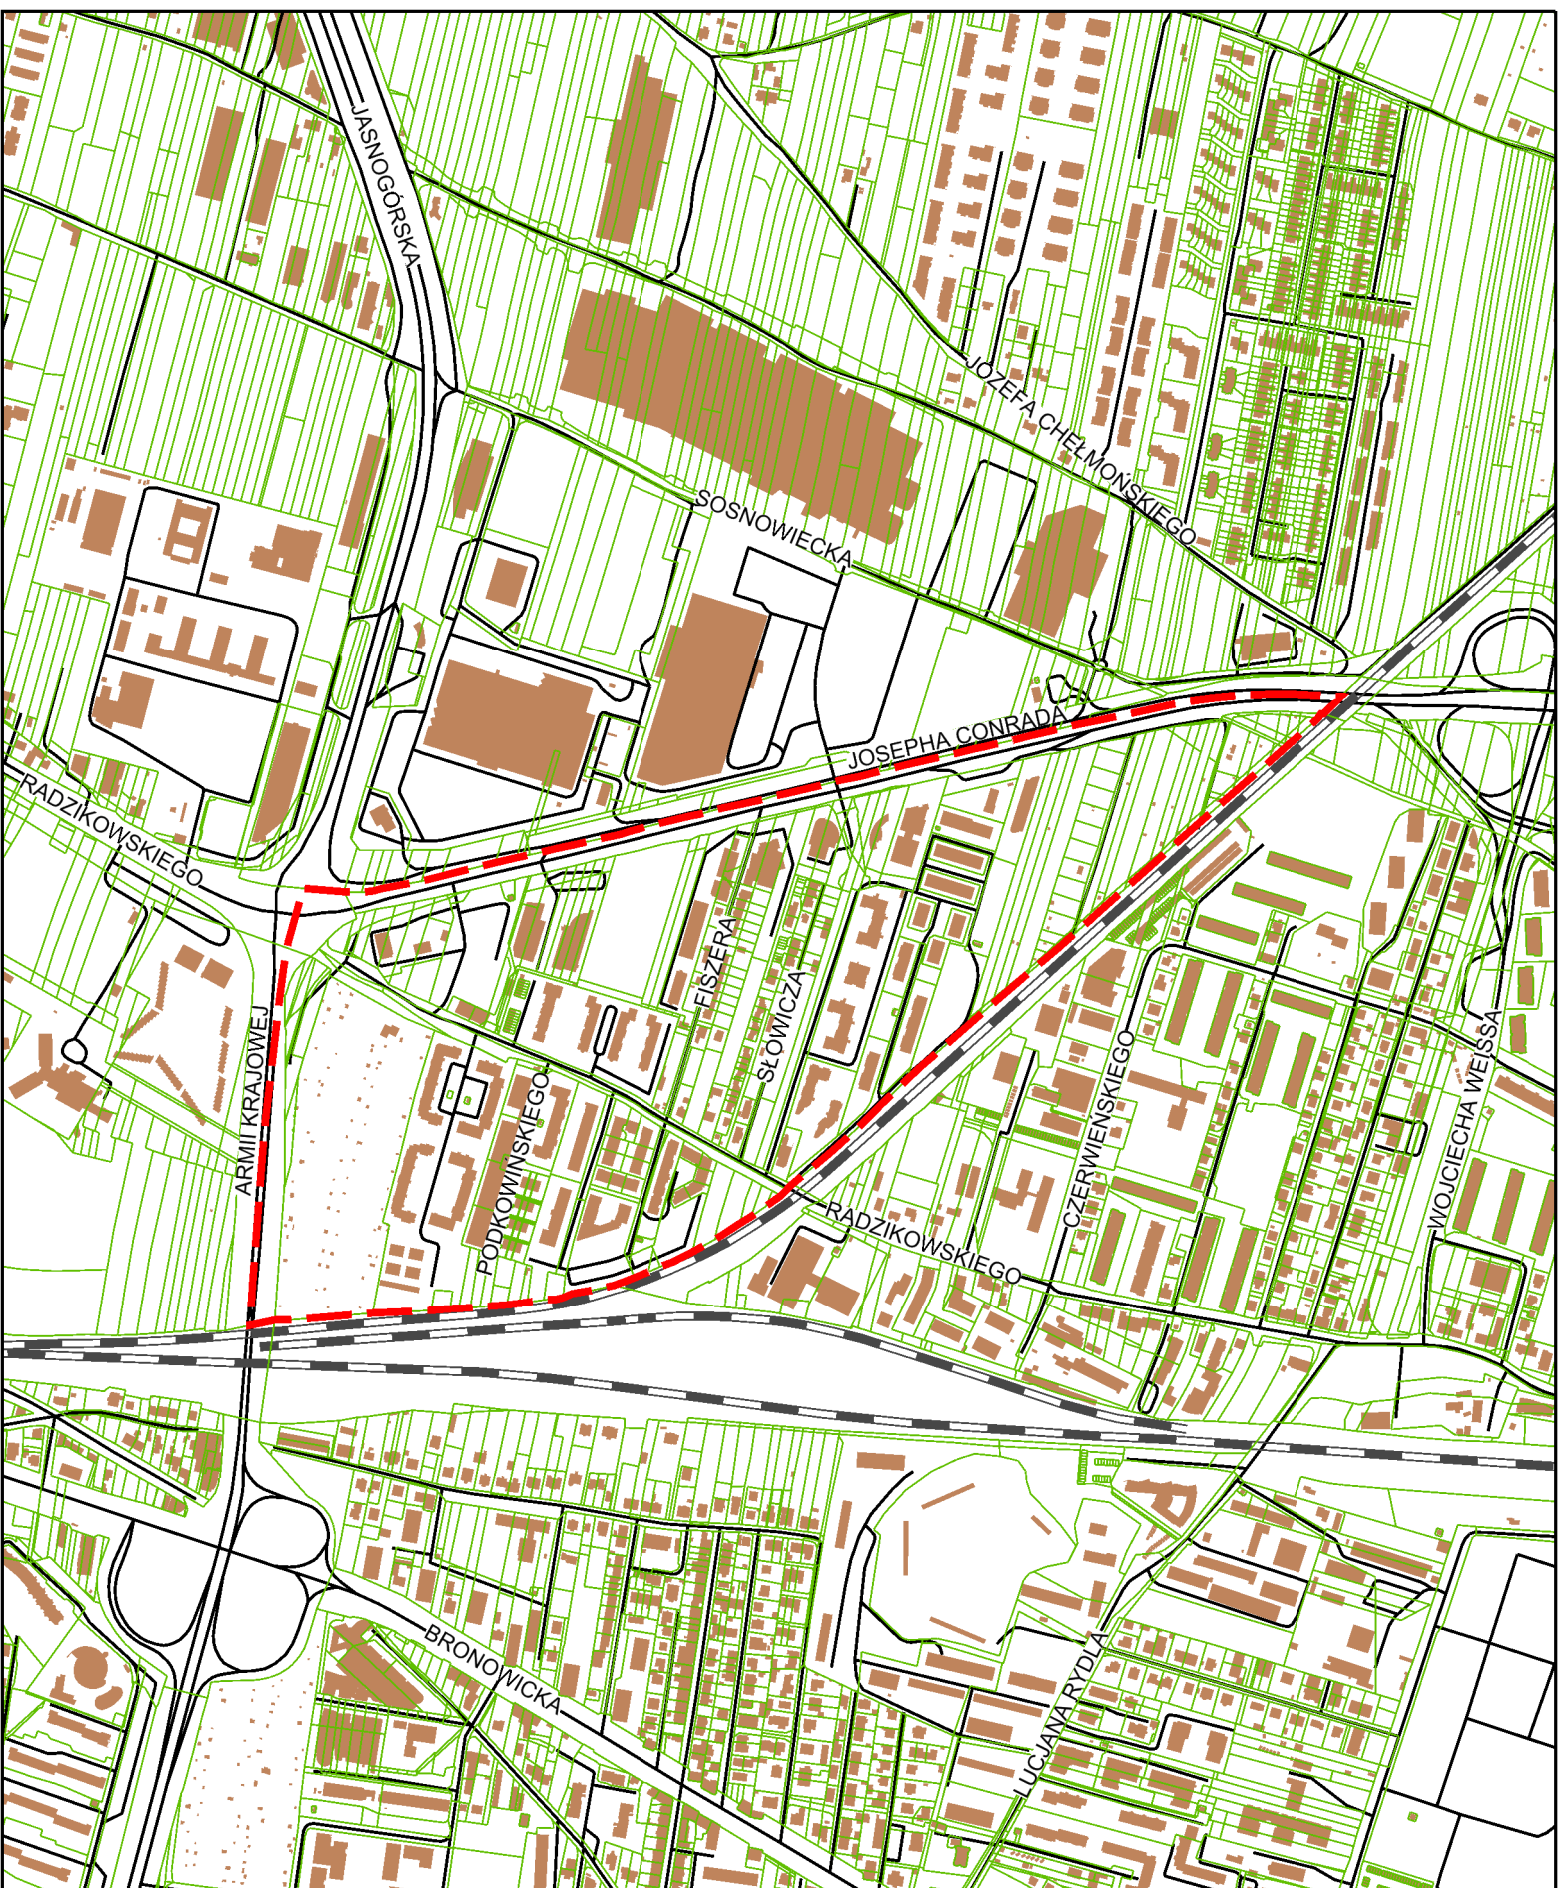 JASNOGÓRSKA
JÓZEFA CHEŁMOŃSKIEGO
SOSNOWIECKA
JOSEPHA CONRADA
RADZIKOWSKIEGO
FISZERA
SŁOWICZA
ARMII KRAJOWEJ
PODKOWIŃSKIEGO
CZERWIEŃSKIEGO
WOJCIECHA WEISSA
RADZIKOWSKIEGO
BRONOWICKA
LUCJANA RYDLA